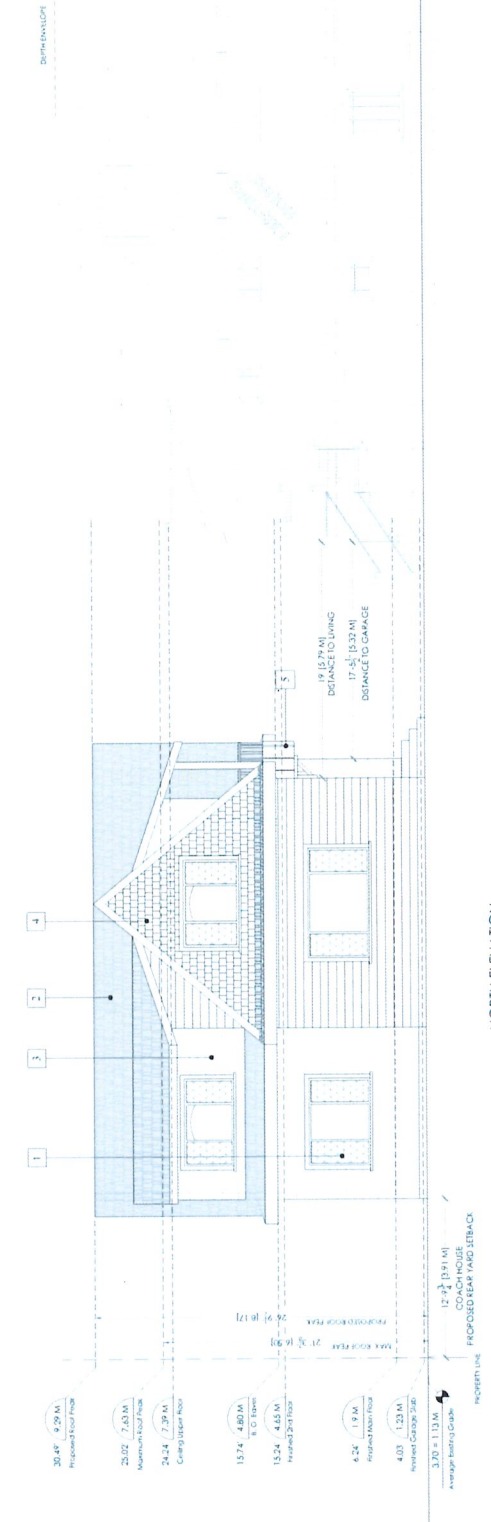 DEPTH ENVELOPE
4
2
3
1
5
30.49' 9.29 M
Proposed Roof Peak
25.02' 7.63 M
Maximum Roof Peak
24.24' 7.39 M
Ceiling Upper Floor
15.74' 4.80 M
B. O. Eaves
15.24' 4.65 M
Finished 2nd Floor
6.24' 1.9 M
Finished Main Floor
4.03' 1.23 M
Finished Garage Slab
3.70' = 1.13 M
Average Existing Grade
[8.17]
PROPOSED ROOF PEAK
MAX. ROOF PEAK
19' [5.79 M]
DISTANCE TO LIVING
17'-5½" [5.32 M]
DISTANCE TO GARAGE
12'-9¾" [3.91 M]
COACH HOUSE
PROPOSED REAR YARD SETBACK
PROPERTY LINE
NORTH ELEVATION